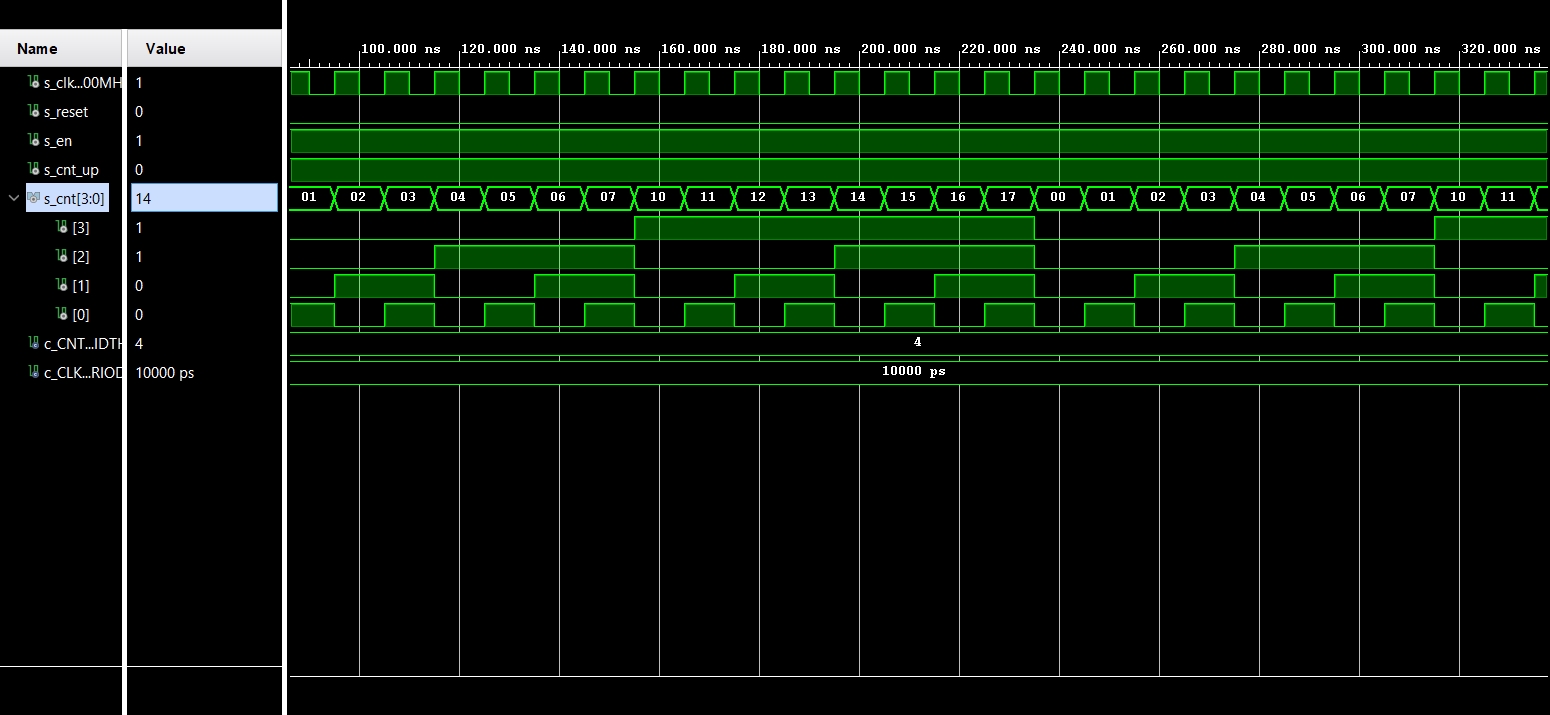 Name Value
100.000 ns 120.000 ns 140.000 ns 160.000 ns 180.000 ns 200.000 ns 220.000 ns 240.000 ns 260.000 ns 280.000 ns 300.000 ns 320.000 ns
s_clk...00MH 1
s_reset 0
s_en 1
s_cnt_up 0
s_cnt[3:0] 14 01 02 03 04 05 06 07 10 11 12 13 14 15 16 17 00 01 02 03 04 05 06 07 10 11
[3] 1
[2] 1
[1] 0
[0] 0
c_CNT...IDTH 4 4
c_CLK...RIOD 10000 ps 10000 ps